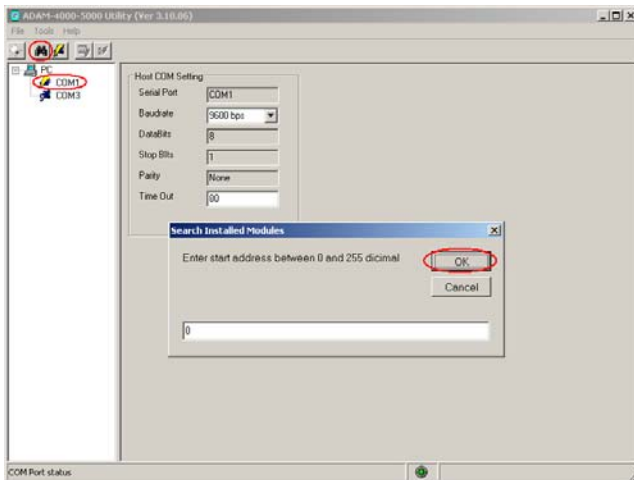 ADAM-4000-5000 Utility (Ver 3.10.06)
File Tools Help
PC
COM1
COM3
Host COM Setting
Serial Port COM1
Baudrate 9600 bps
DataBits 8
Stop BIts 1
Parity None
Time Out 80
Search Installed Modules
Enter start address between 0 and 255 dicimal
OK
Cancel
0
COM Port status